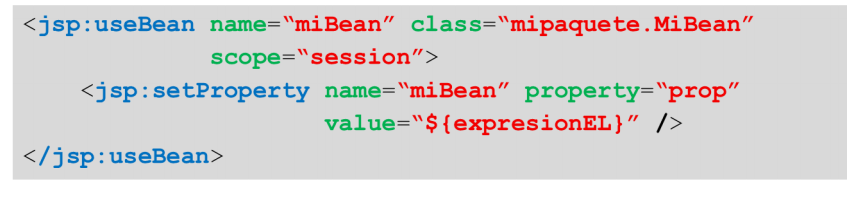 <jsp:useBean name=“miBean” class=“mipaquete.MiBean”
scope=“session”>
<jsp:setProperty name=“miBean” property=“prop”
value=“${expresionEL}” />
</jsp:useBean>